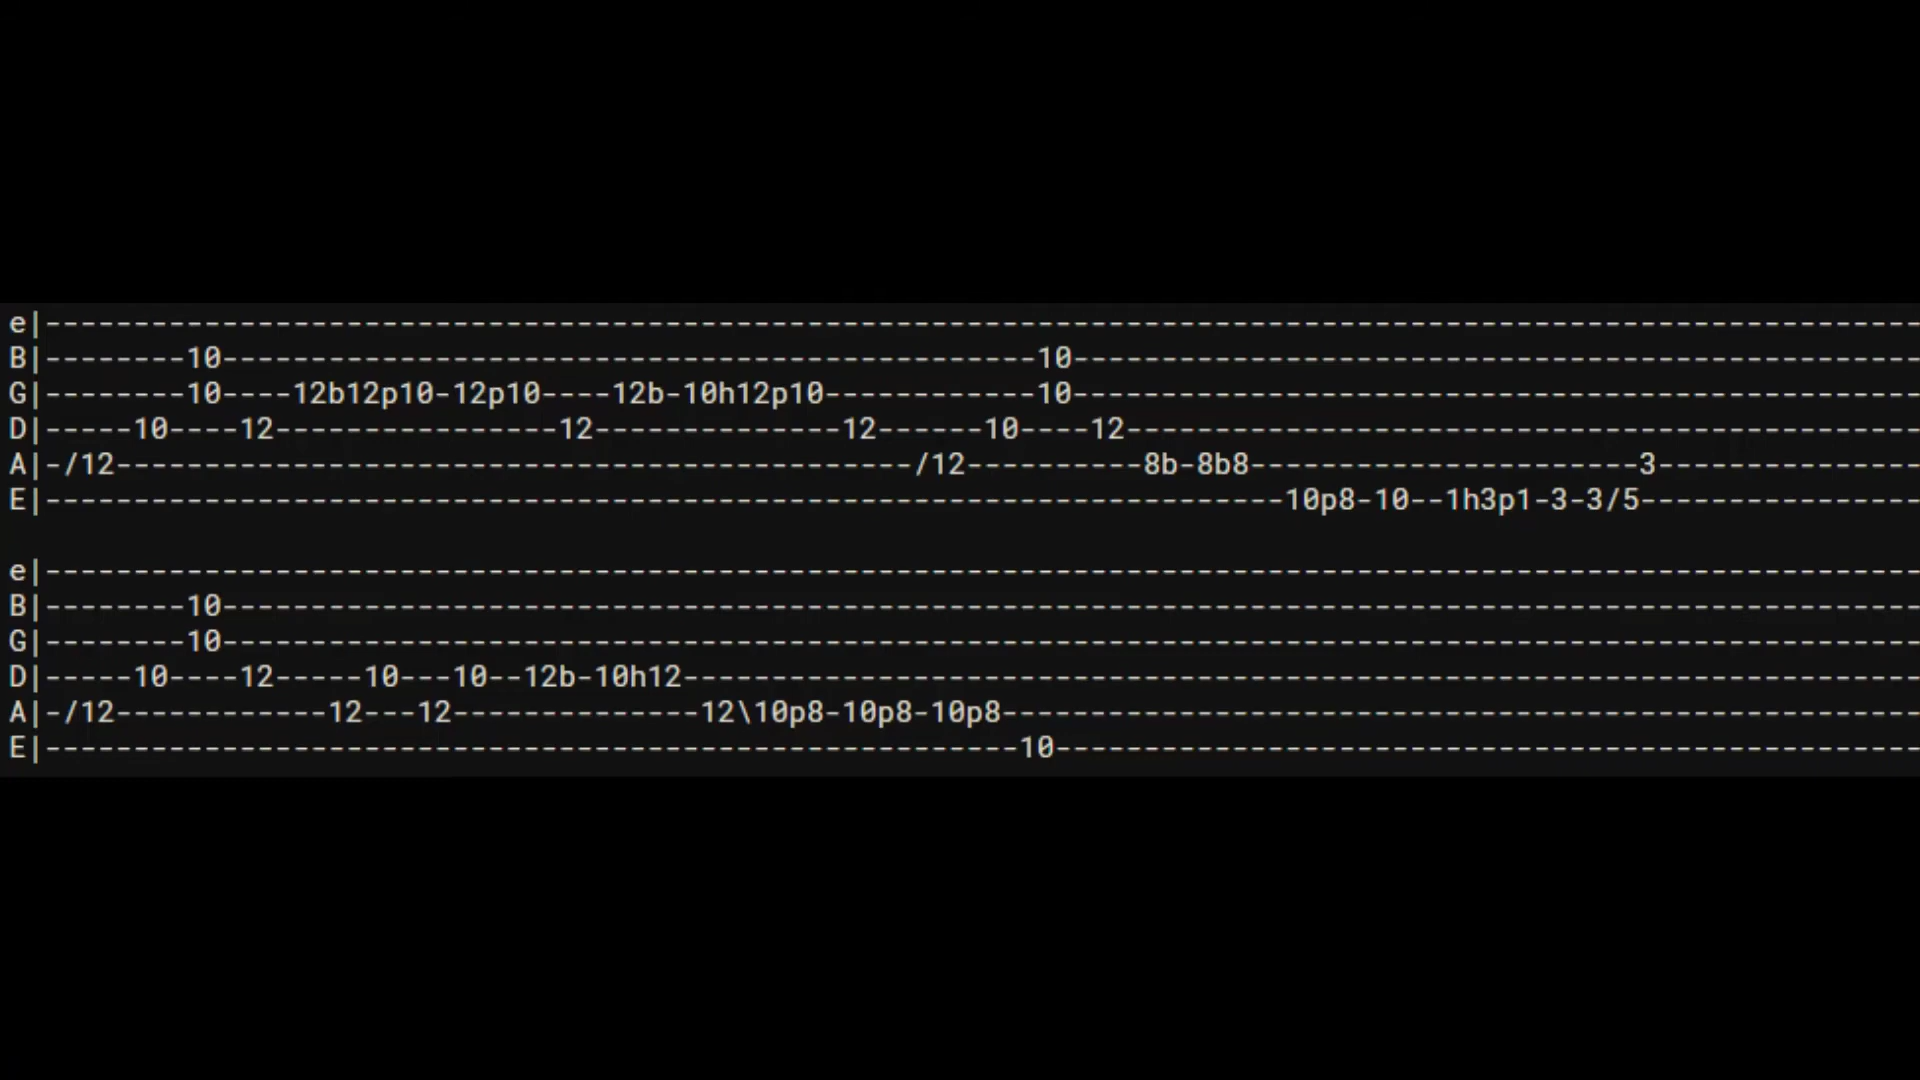 e|----------------------------------------------------------------------------------------------------------
B|--------10----------------------------------------------10------------------------------------------------
G|--------10----12b12p10-12p10----12b-10h12p10------------10------------------------------------------------
D|-----10----12----------------12--------------12------10----12---------------------------------------------
A|-/12---------------------------------------------/12----------8b-8b8----------------------3---------------
E|----------------------------------------------------------------------10p8-10--1h3p1-3-3/5----------------
e|----------------------------------------------------------------------------------------------------------
B|--------10------------------------------------------------------------------------------------------------
G|--------10------------------------------------------------------------------------------------------------
D|-----10----12-----10---10--12b-10h12----------------------------------------------------------------------
A|-/12------------12---12--------------12\10p8-10p8-10p8----------------------------------------------------
E|-------------------------------------------------------10-------------------------------------------------